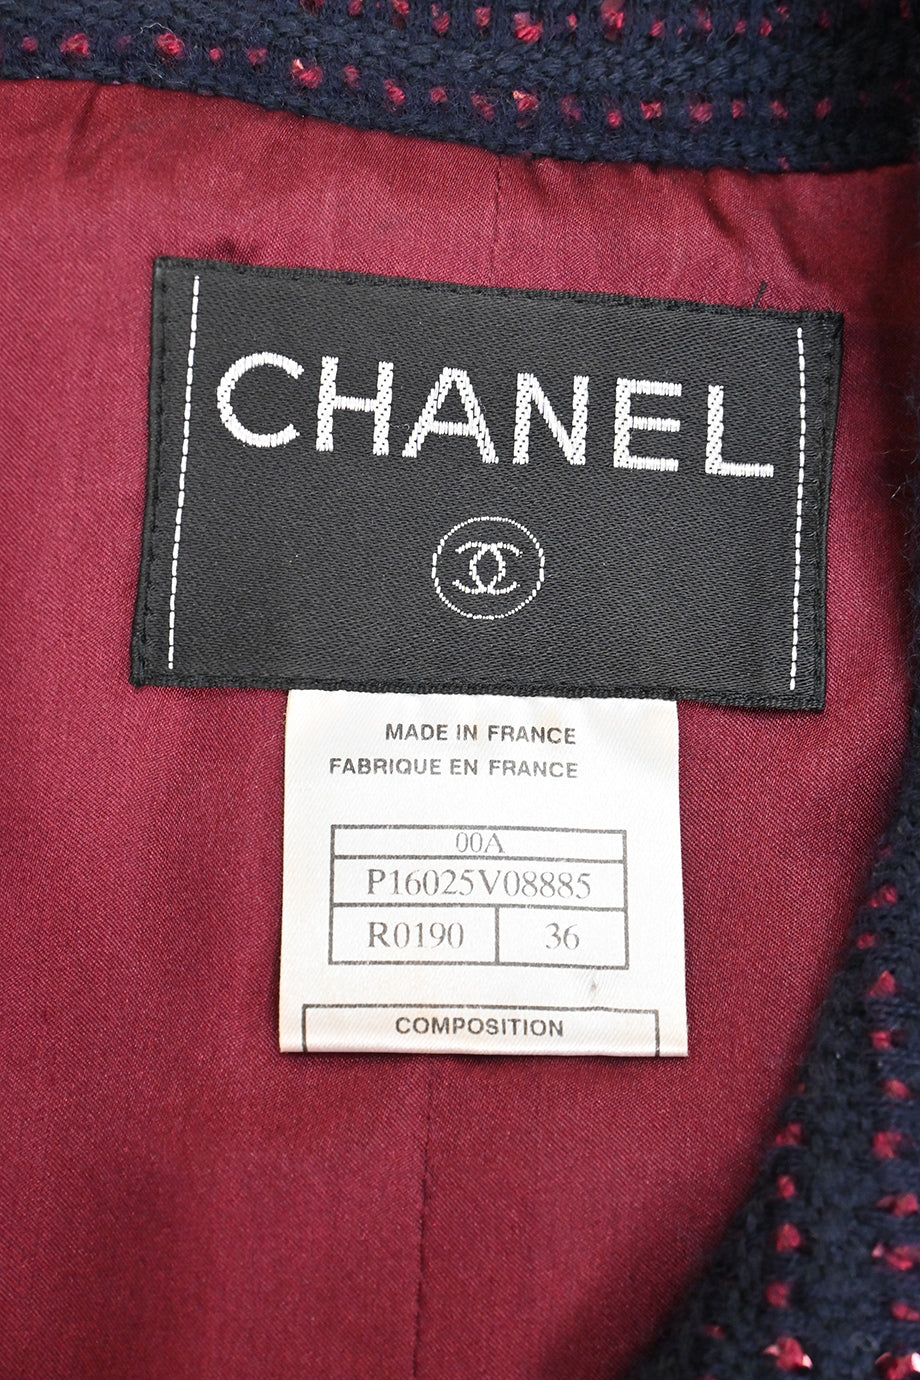 CHANEL
MADE IN FRANCE
FABRIQUE EN FRANCE
00A
P16025V08885
R0190 36
COMPOSITION